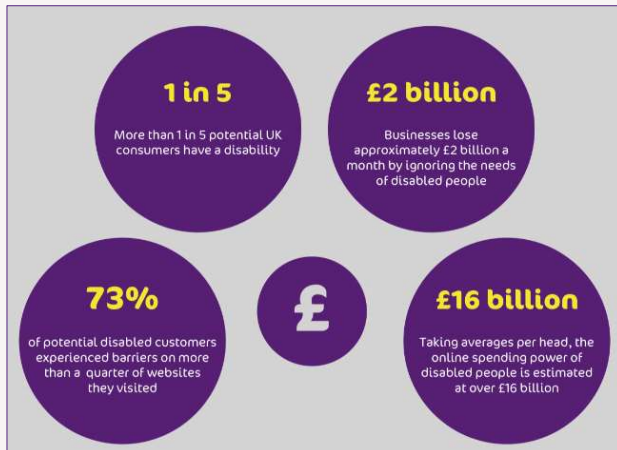 1 in 5
More than 1 in 5 potential UK
consumers have a disability
£2 billion
Businesses lose
approximately £2 billion a
month by ignoring the needs
of disabled people
73%
of potential disabled customers
experienced barriers on more
than a quarter of websites
they visited
£
£16 billion
Taking averages per head, the
online spending power of
disabled people is estimated
at over £16 billion